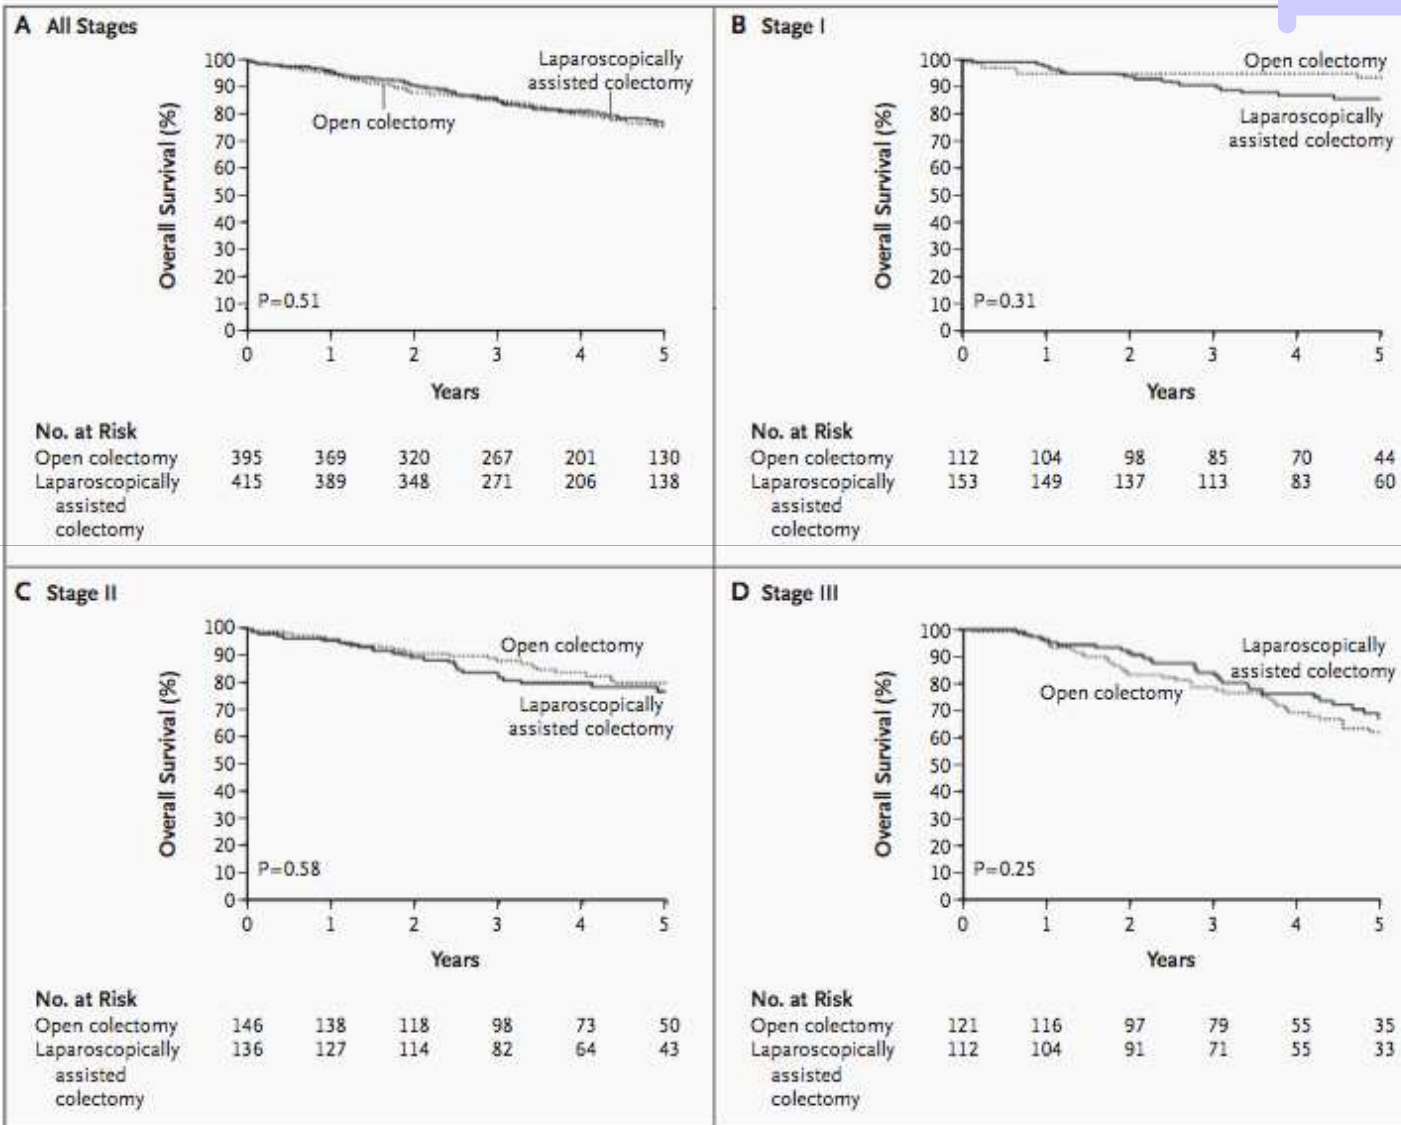 A All Stages
100
90
80
70
60
50
40
30
20
10
0
Overall Survival (%)
Laparoscopically
assisted colectomy
Open colectomy
P=0.51
0 1 2 3 4 5
Years
No. at Risk
Open colectomy 395 369 320 267 201 130
Laparoscopically 415 389 348 271 206 138
assisted
colectomy
B Stage I
100
90
80
70
60
50
40
30
20
10
0
Overall Survival (%)
Open colectomy
Laparoscopically
assisted colectomy
P=0.31
0 1 2 3 4 5
Years
No. at Risk
Open colectomy 112 104 98 85 70 44
Laparoscopically 153 149 137 113 83 60
assisted
colectomy
C Stage II
100
90
80
70
60
50
40
30
20
10
0
Overall Survival (%)
Open colectomy
Laparoscopically
assisted colectomy
P=0.58
0 1 2 3 4 5
Years
No. at Risk
Open colectomy 146 138 118 98 73 50
Laparoscopically 136 127 114 82 64 43
assisted
colectomy
D Stage III
100
90
80
70
60
50
40
30
20
10
0
Overall Survival (%)
Laparoscopically
assisted colectomy
Open colectomy
P=0.25
0 1 2 3 4 5
Years
No. at Risk
Open colectomy 121 116 97 79 55 35
Laparoscopically 112 104 91 71 55 33
assisted
colectomy